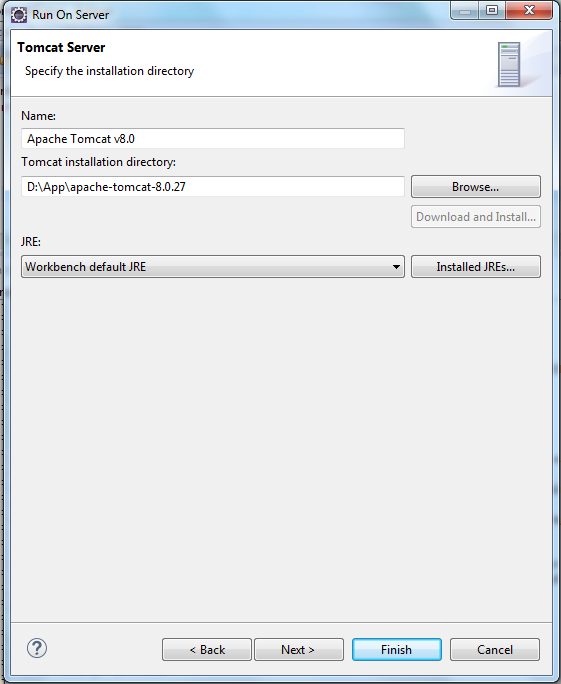 Run On Server
Tomcat Server
Specify the installation directory
Name:
Apache Tomcat v8.0
Tomcat installation directory:
D:\App\apache-tomcat-8.0.27
Browse...
Download and Install...
JRE:
Workbench default JRE
Installed JREs...
?
< Back
Next >
Finish
Cancel